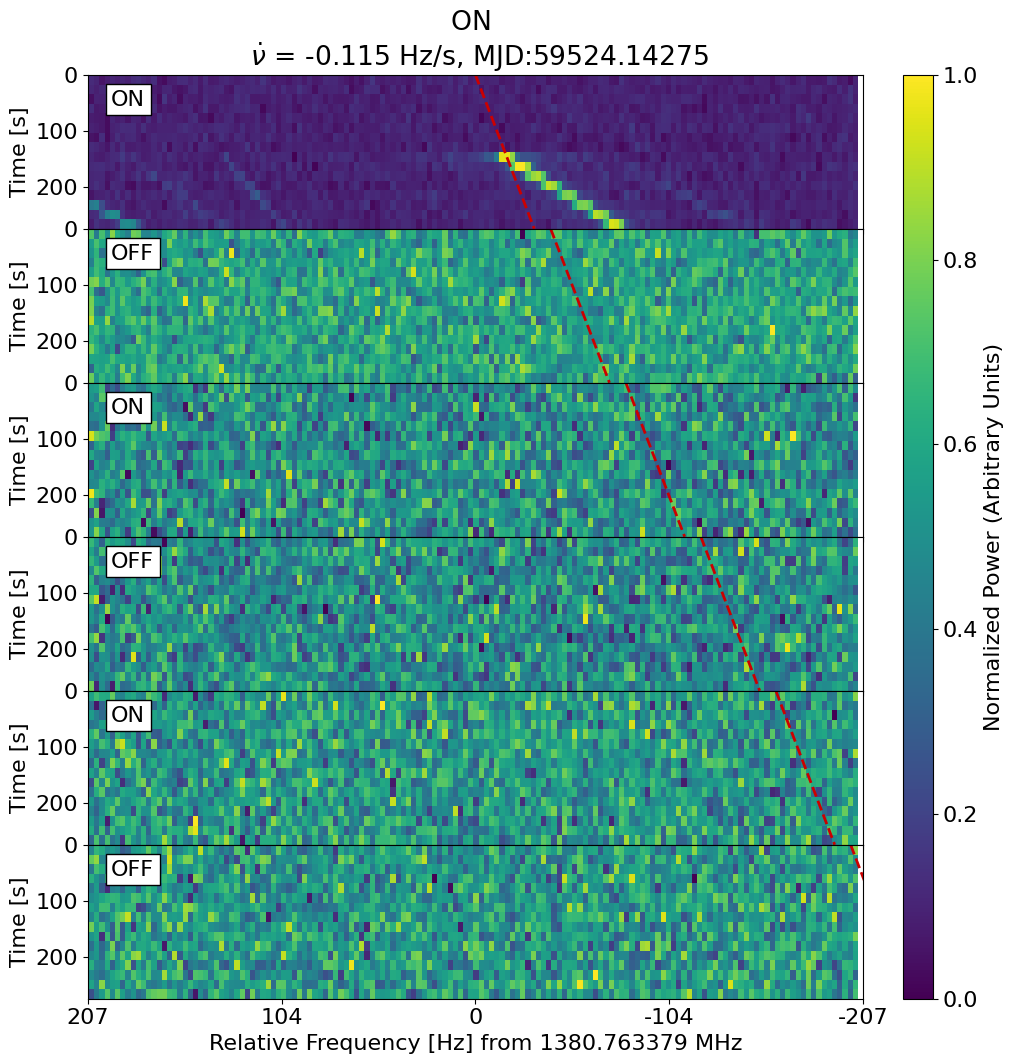 ON
ν̇ = -0.115 Hz/s, MJD:59524.14275
0
ON
100
200
Time [s]
0
OFF
100
200
Time [s]
0
ON
100
200
Time [s]
0
OFF
100
200
Time [s]
0
ON
100
200
Time [s]
0
OFF
100
200
Time [s]
207 104 0 -104 -207
Relative Frequency [Hz] from 1380.763379 MHz
1.0
0.8
0.6
0.4
0.2
0.0
Normalized Power (Arbitrary Units)